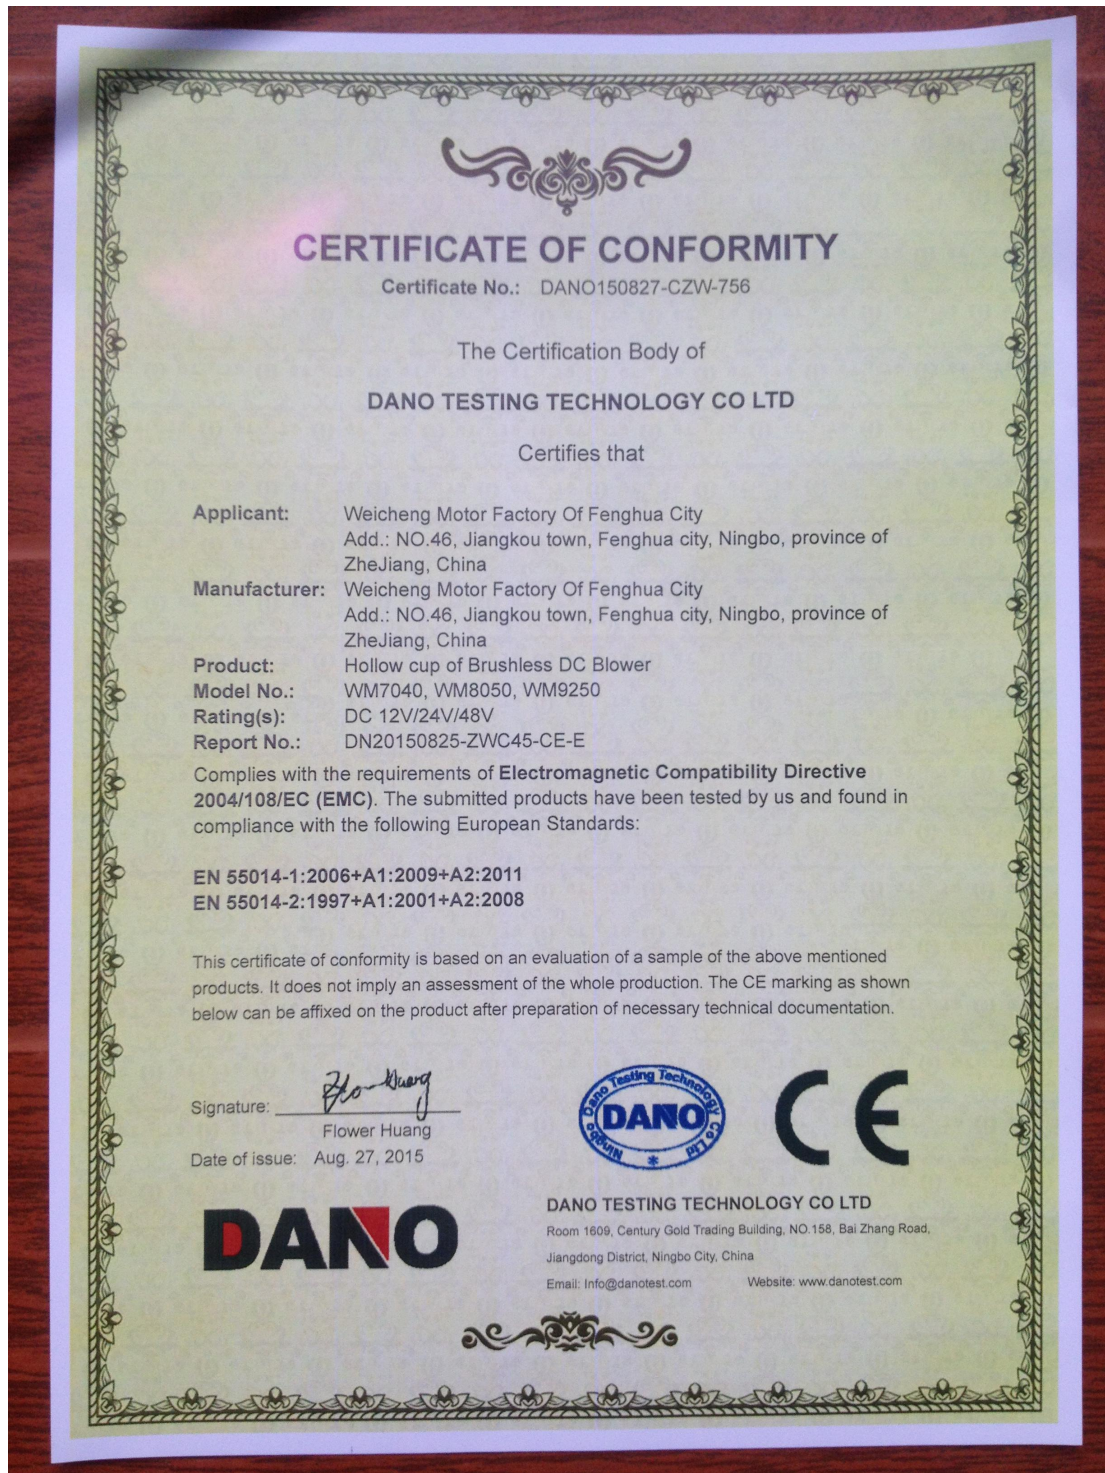 CERTIFICATE OF CONFORMITY
Certificate No.: DANO150827-CZW-756
The Certification Body of
DANO TESTING TECHNOLOGY CO LTD
Certifies that
Applicant: Weicheng Motor Factory Of Fenghua City
Add.: NO.46, Jiangkou town, Fenghua city, Ningbo, province of
ZheJiang, China
Manufacturer: Weicheng Motor Factory Of Fenghua City
Add.: NO.46, Jiangkou town, Fenghua city, Ningbo, province of
ZheJiang, China
Product: Hollow cup of Brushless DC Blower
Model No.: WM7040, WM8050, WM9250
Rating(s): DC 12V/24V/48V
Report No.: DN20150825-ZWC45-CE-E
Complies with the requirements of Electromagnetic Compatibility Directive
2004/108/EC (EMC). The submitted products have been tested by us and found in
compliance with the following European Standards:
EN 55014-1:2006+A1:2009+A2:2011
EN 55014-2:1997+A1:2001+A2:2008
This certificate of conformity is based on an evaluation of a sample of the above mentioned
products. It does not imply an assessment of the whole production. The CE marking as shown
below can be affixed on the product after preparation of necessary technical documentation.
Signature:
Flower Huang
Date of issue: Aug. 27, 2015
Ningbo Dano Testing Technology Co Ltd
DANO
*
CE
DANO
DANO TESTING TECHNOLOGY CO LTD
Room 1609, Century Gold Trading Building, NO.158, Bai Zhang Road,
Jiangdong District, Ningbo City, China
Email: Info@danotest.com Website: www.danotest.com